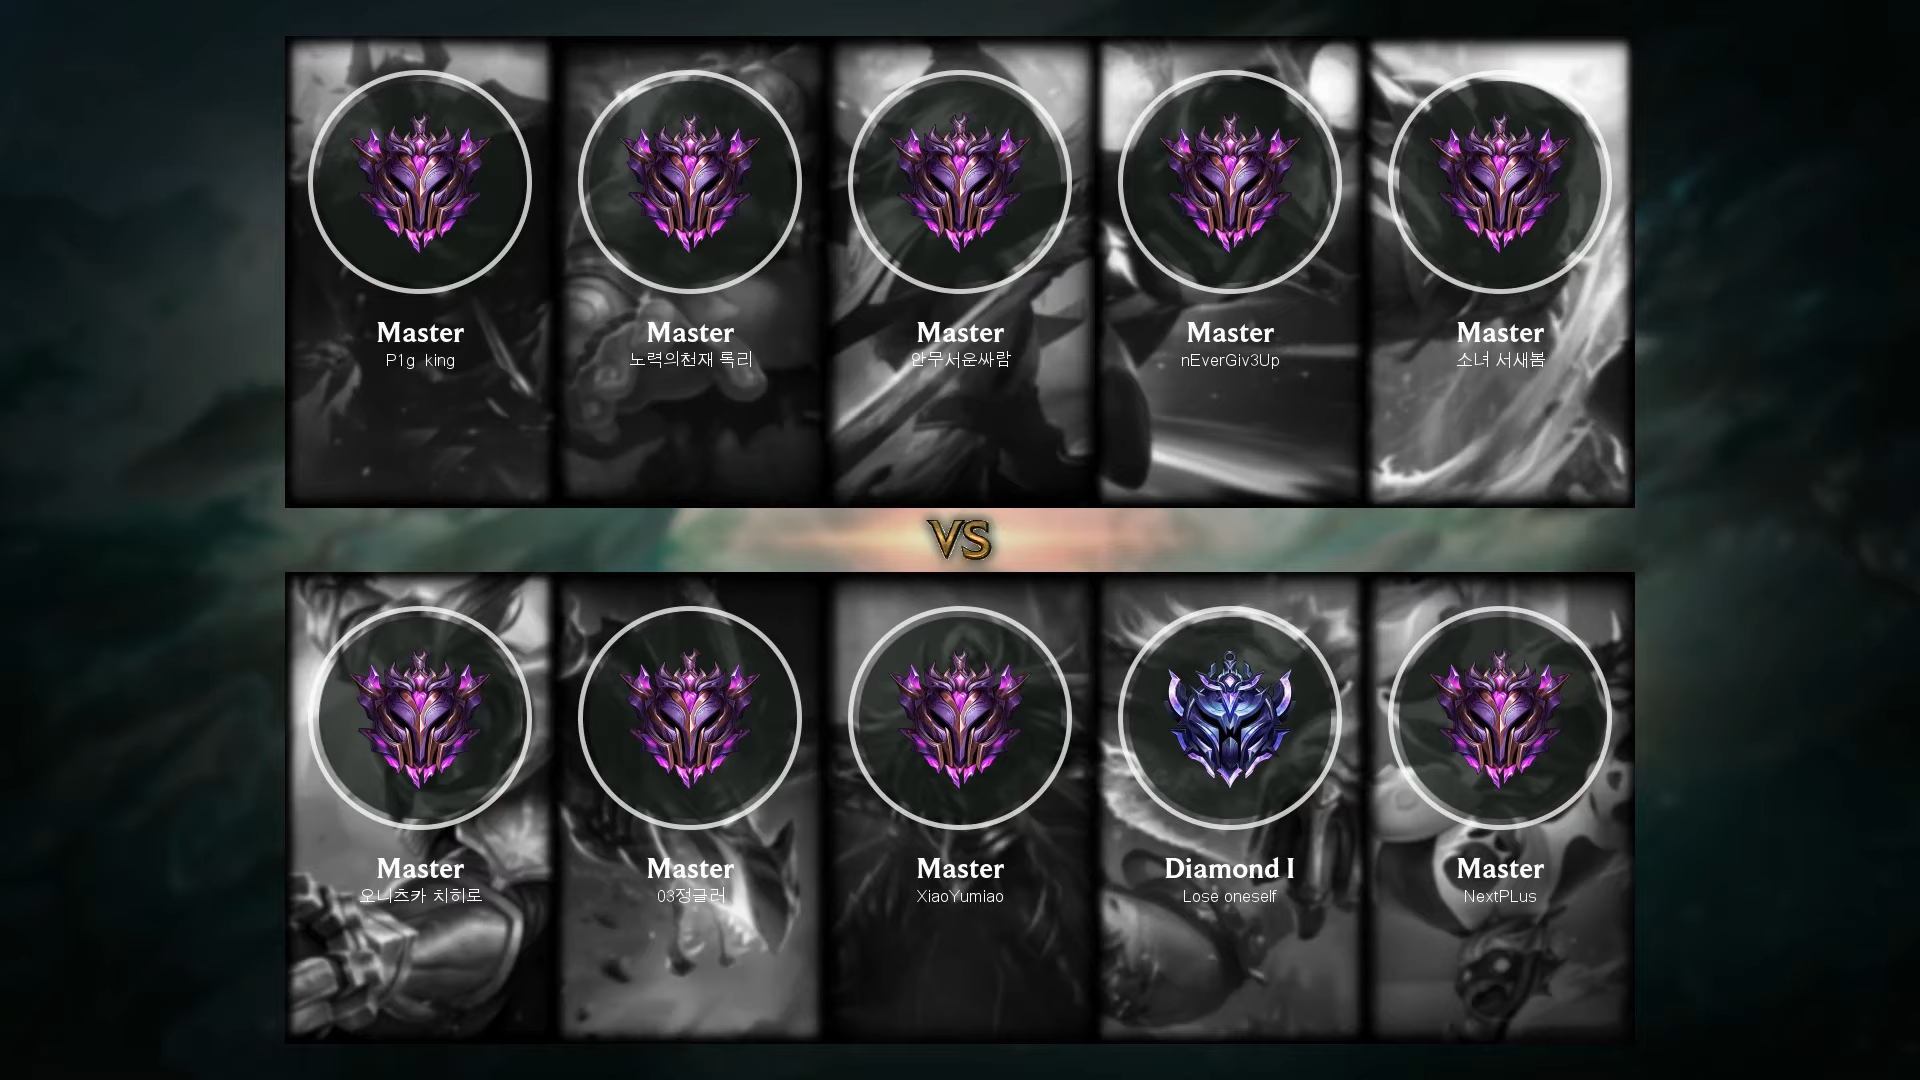 Master
P1g king
Master
노력의천재 록리
Master
안무서운싸람
Master
nEverGiv3Up
Master
소녀 서새봄
VS
Master
오니츠카 치히로
Master
03정글러
Master
XiaoYumiao
Diamond I
Lose oneself
Master
NextPLus